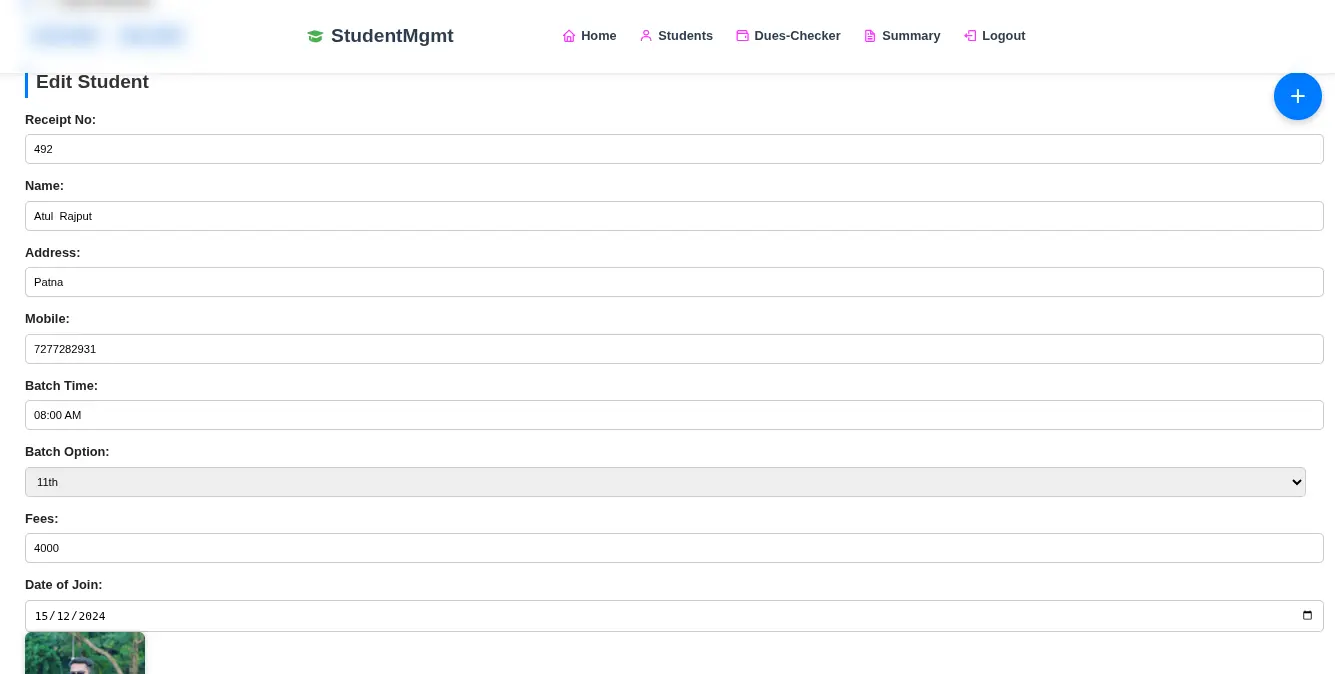 StudentMgmt
Home Students Dues-Checker Summary Logout
Edit Student
+
Receipt No:
492
Name:
Atul  Rajput
Address:
Patna
Mobile:
7277282931
Batch Time:
08:00 AM
Batch Option:
11th
Fees:
4000
Date of Join:
15/12/2024